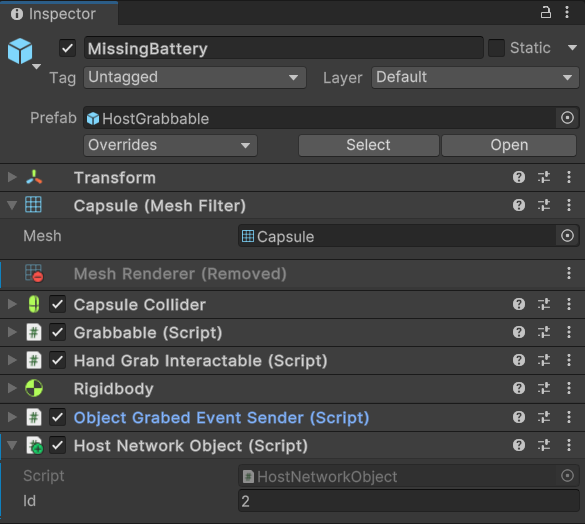 Inspector
MissingBattery
Static
Tag Untagged Layer Default
Prefab HostGrabbable
Overrides Select Open
Transform
Capsule (Mesh Filter)
Mesh Capsule
Mesh Renderer (Removed)
Capsule Collider
Grabbable (Script)
Hand Grab Interactable (Script)
Rigidbody
Object Grabed Event Sender (Script)
Host Network Object (Script)
Script HostNetworkObject
Id 2